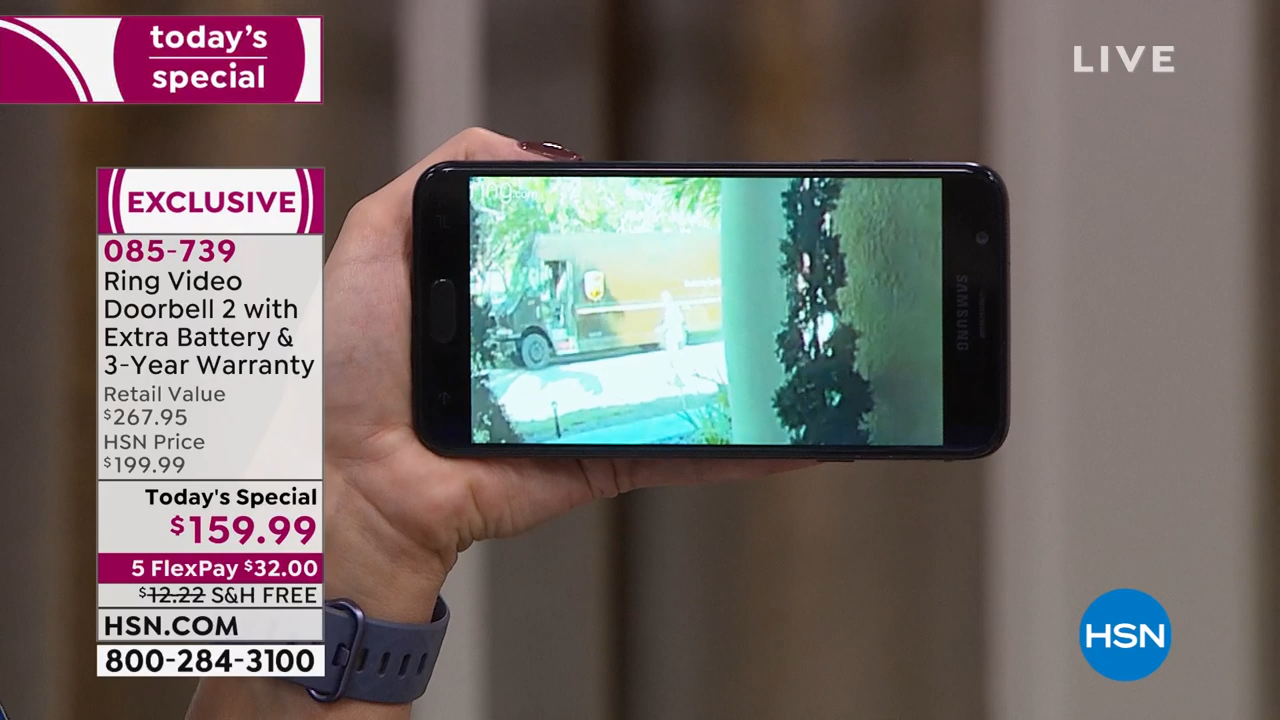 today's
special
LIVE
EXCLUSIVE
085-739
Ring Video
Doorbell 2 with
Extra Battery &
3-Year Warranty
Retail Value
$267.95
HSN Price
$199.99
Today's Special
$159.99
5 FlexPay $32.00
$12.22 S&H FREE
HSN.COM
800-284-3100
ring.com
SAMSUNG
HSN